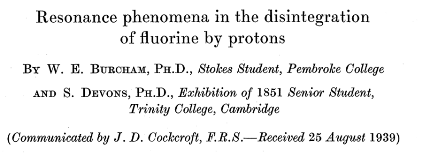 Resonance phenomena in the disintegration
of fluorine by protons
By W. E. Burcham, Ph.D., Stokes Student, Pembroke College
and S. Devons, Ph.D., Exhibition of 1851 Senior Student,
Trinity College, Cambridge
(Communicated by J. D. Cockcroft, F.R.S.—Received 25 August 1939)